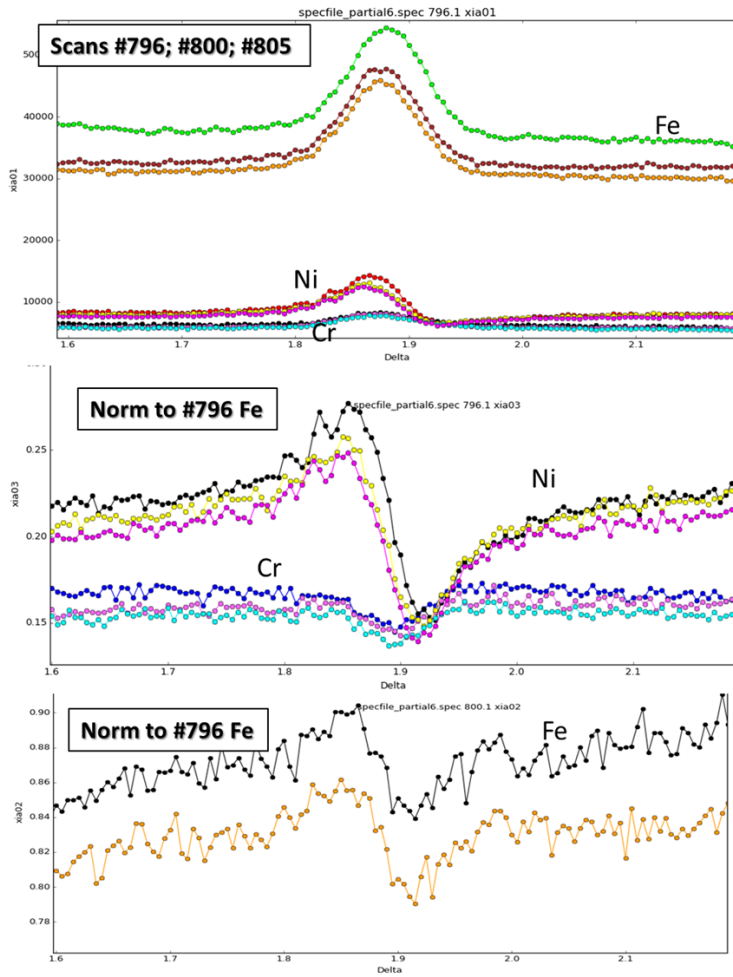 specfile_partial6.spec 796.1 xia01
Scans #796; #800; #805
40000
30000
20000
10000
xia01
Fe
Ni
Cr
1.6 1.7 1.8 1.9 2.0 2.1
Delta
Norm to #796 Fe
specfile_partial6.spec 796.1 xia03
0.25
0.20
0.15
xia03
Ni
Cr
1.6 1.7 1.8 1.9 2.0 2.1
Delta
Norm to #796 Fe
specfile_partial6.spec 800.1 xia02
Fe
0.90
0.88
0.86
0.84
0.82
0.80
0.78
xia02
1.6 1.7 1.8 1.9 2.0 2.1
Delta